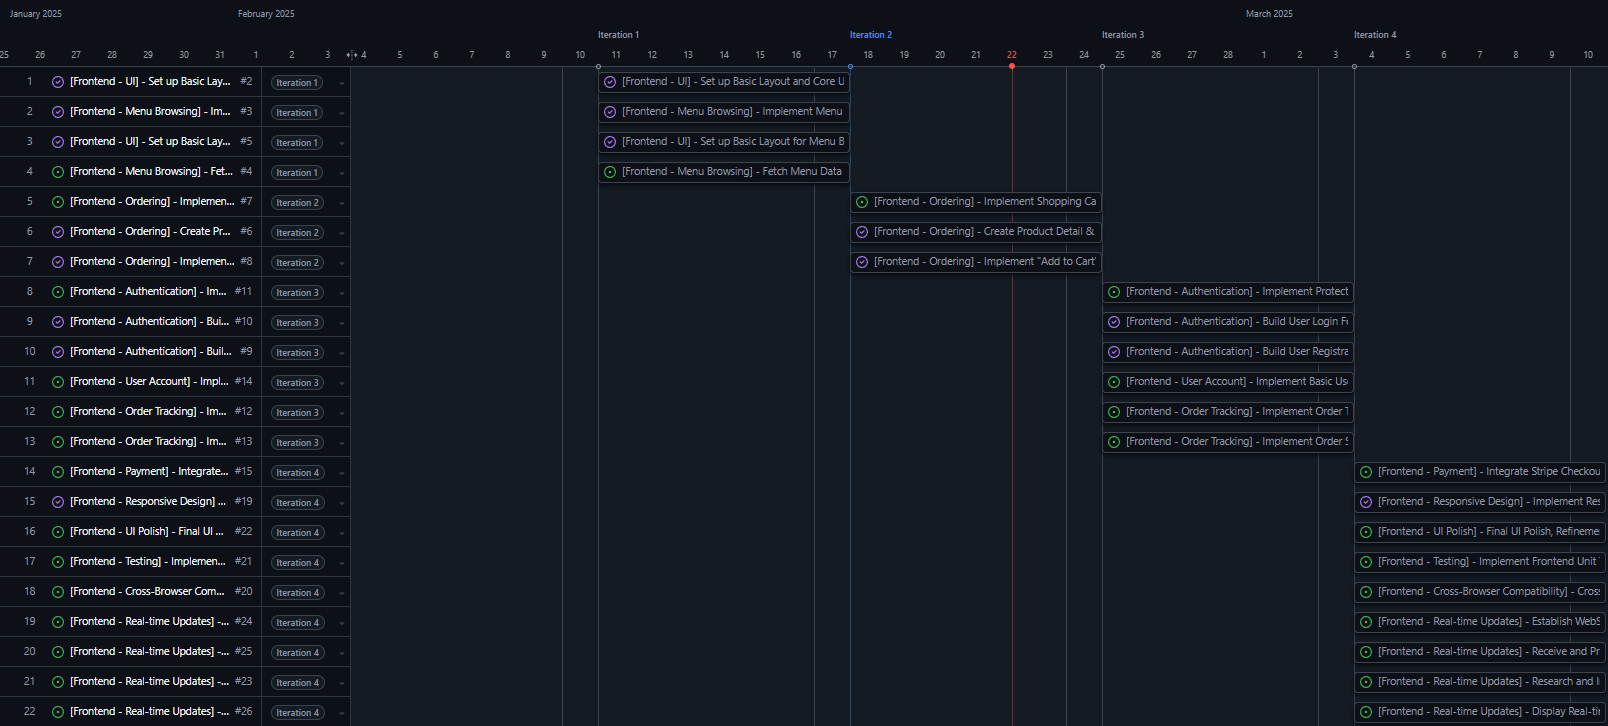 January 2025 February 2025 March 2025
Iteration 1 Iteration 2 Iteration 3 Iteration 4
25 26 27 28 29 30 31 1 2 3 4 5 6 7 8 9 10 11 12 13 14 15 16 17 18 19 20 21 22 23 24 25 26 27 28 1 2 3 4 5 6 7 8 9 10
1 [Frontend - UI] - Set up Basic Lay... #2 Iteration 1 [Frontend - UI] - Set up Basic Layout and Core U
2 [Frontend - Menu Browsing] - Im... #3 Iteration 1 [Frontend - Menu Browsing] - Implement Menu
3 [Frontend - UI] - Set up Basic Lay... #5 Iteration 1 [Frontend - UI] - Set up Basic Layout for Menu B
4 [Frontend - Menu Browsing] - Fet... #4 Iteration 1 [Frontend - Menu Browsing] - Fetch Menu Data
5 [Frontend - Ordering] - Implemen... #7 Iteration 2 [Frontend - Ordering] - Implement Shopping Ca
6 [Frontend - Ordering] - Create Pr... #6 Iteration 2 [Frontend - Ordering] - Create Product Detail &
7 [Frontend - Ordering] - Implemen... #8 Iteration 2 [Frontend - Ordering] - Implement "Add to Cart"
8 [Frontend - Authentication] - Im... #11 Iteration 3 [Frontend - Authentication] - Implement Protect
9 [Frontend - Authentication] - Bui... #10 Iteration 3 [Frontend - Authentication] - Build User Login Fo
10 [Frontend - Authentication] - Buil... #9 Iteration 3 [Frontend - Authentication] - Build User Registra
11 [Frontend - User Account] - Impl... #14 Iteration 3 [Frontend - User Account] - Implement Basic Use
12 [Frontend - Order Tracking] - Im... #12 Iteration 3 [Frontend - Order Tracking] - Implement Order T
13 [Frontend - Order Tracking] - Im... #13 Iteration 3 [Frontend - Order Tracking] - Implement Order S
14 [Frontend - Payment] - Integrate... #15 Iteration 4 [Frontend - Payment] - Integrate Stripe Checkou
15 [Frontend - Responsive Design] ... #19 Iteration 4 [Frontend - Responsive Design] - Implement Res
16 [Frontend - UI Polish] - Final UI ... #22 Iteration 4 [Frontend - UI Polish] - Final UI Polish, Refineme
17 [Frontend - Testing] - Implemen... #21 Iteration 4 [Frontend - Testing] - Implement Frontend Unit
18 [Frontend - Cross-Browser Com... #20 Iteration 4 [Frontend - Cross-Browser Compatibility] - Cros
19 [Frontend - Real-time Updates] -... #24 Iteration 4 [Frontend - Real-time Updates] - Establish WebS
20 [Frontend - Real-time Updates] -... #25 Iteration 4 [Frontend - Real-time Updates] - Receive and Pr
21 [Frontend - Real-time Updates] -... #23 Iteration 4 [Frontend - Real-time Updates] - Research and I
22 [Frontend - Real-time Updates] -... #26 Iteration 4 [Frontend - Real-time Updates] - Display Real-ti